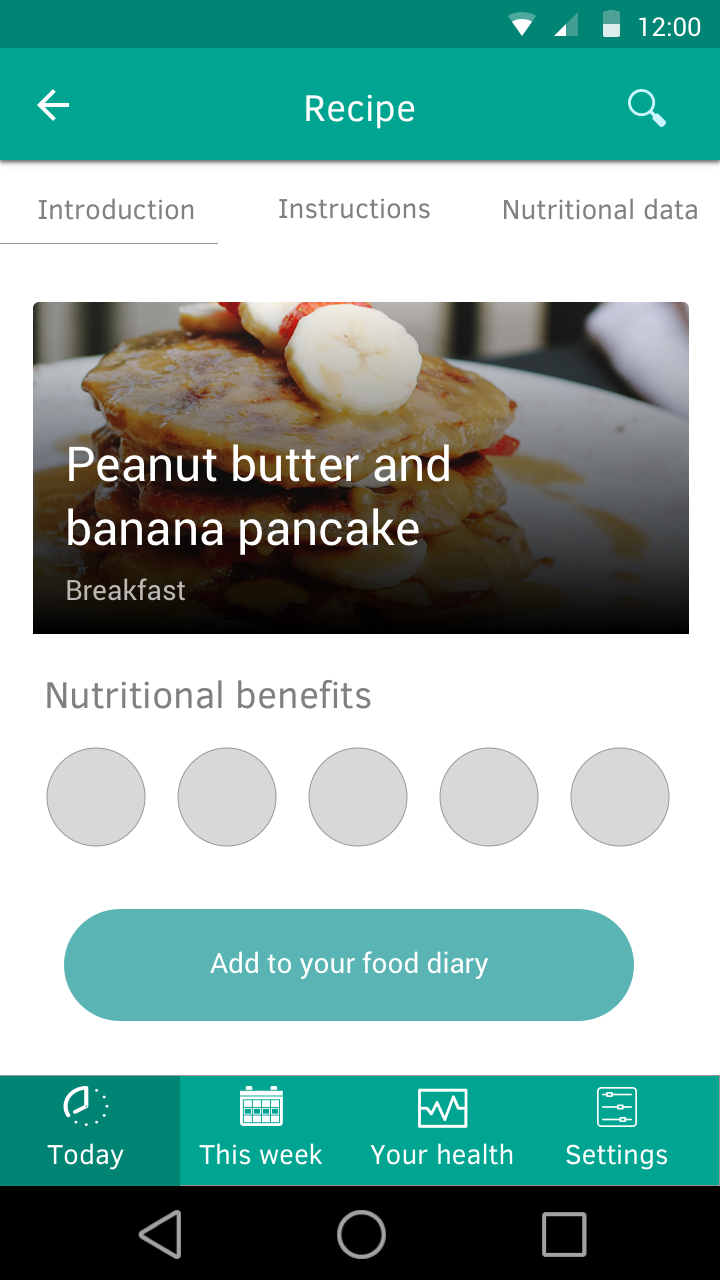 12:00
Recipe
Introduction
Instructions
Nutritional data
Peanut butter and
banana pancake
Breakfast
Nutritional benefits
Add to your food diary
Today
This week
Your health
Settings